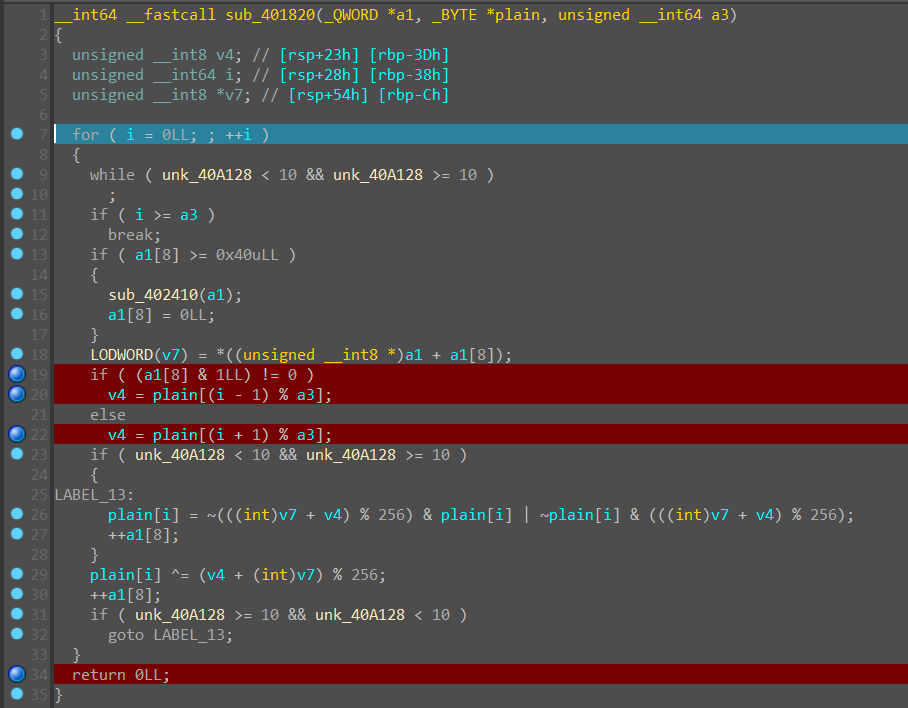 1 __int64 __fastcall sub_401820(_QWORD *a1, _BYTE *plain, unsigned __int64 a3)
2 {
3   unsigned __int8 v4; // [rsp+23h] [rbp-3Dh]
4   unsigned __int64 i; // [rsp+28h] [rbp-38h]
5   unsigned __int8 *v7; // [rsp+54h] [rbp-Ch]
6
7   for ( i = 0LL; ; ++i )
8   {
9     while ( unk_40A128 < 10 && unk_40A128 >= 10 )
10       ;
11     if ( i >= a3 )
12       break;
13     if ( a1[8] >= 0x40uLL )
14     {
15       sub_402410(a1);
16       a1[8] = 0LL;
17     }
18     LODWORD(v7) = *((unsigned __int8 *)a1 + a1[8]);
19     if ( (a1[8] & 1LL) != 0 )
20       v4 = plain[(i - 1) % a3];
21     else
22       v4 = plain[(i + 1) % a3];
23     if ( unk_40A128 < 10 && unk_40A128 >= 10 )
24     {
25 LABEL_13:
26       plain[i] = ~(((int)v7 + v4) % 256) & plain[i] | ~plain[i] & (((int)v7 + v4) % 256);
27       ++a1[8];
28     }
29     plain[i] ^= (v4 + (int)v7) % 256;
30     ++a1[8];
31     if ( unk_40A128 >= 10 && unk_40A128 < 10 )
32       goto LABEL_13;
33   }
34   return 0LL;
35 }